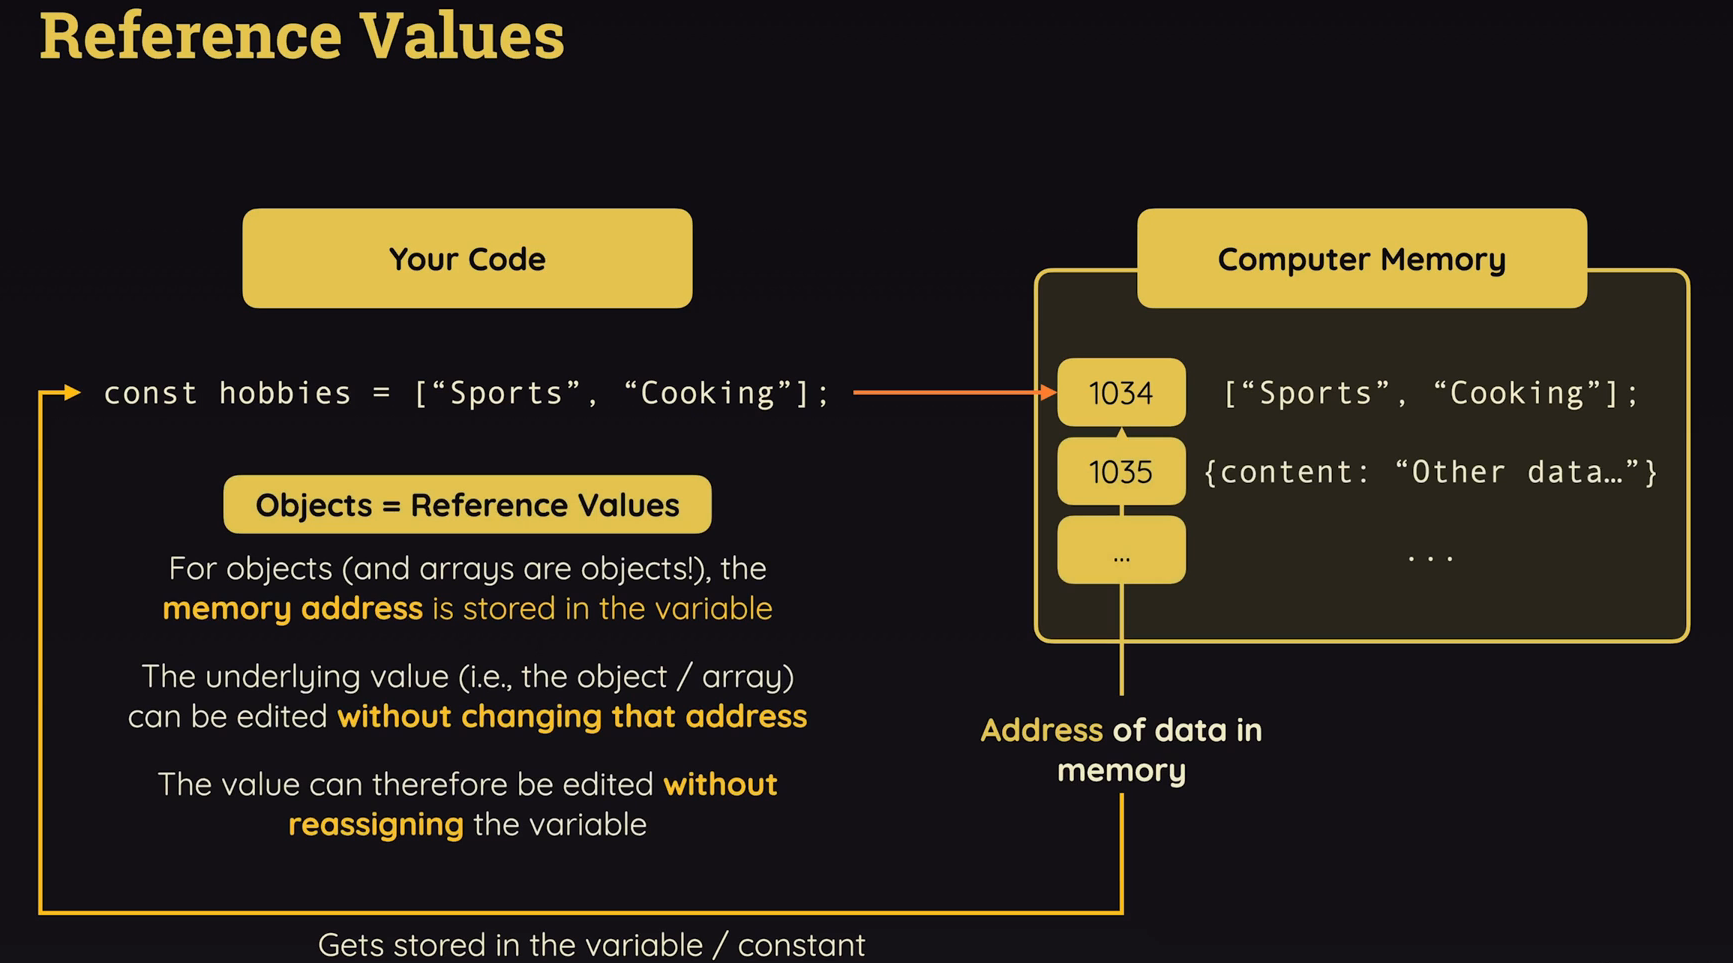 Reference Values
Your Code
Computer Memory
const hobbies = [“Sports”, “Cooking”];
1034
[“Sports”, “Cooking”];
1035
{content: “Other data…”}
...
...
Objects = Reference Values
For objects (and arrays are objects!), the
memory address is stored in the variable
The underlying value (i.e., the object / array)
can be edited without changing that address
The value can therefore be edited without
reassigning the variable
Address of data in
memory
Gets stored in the variable / constant